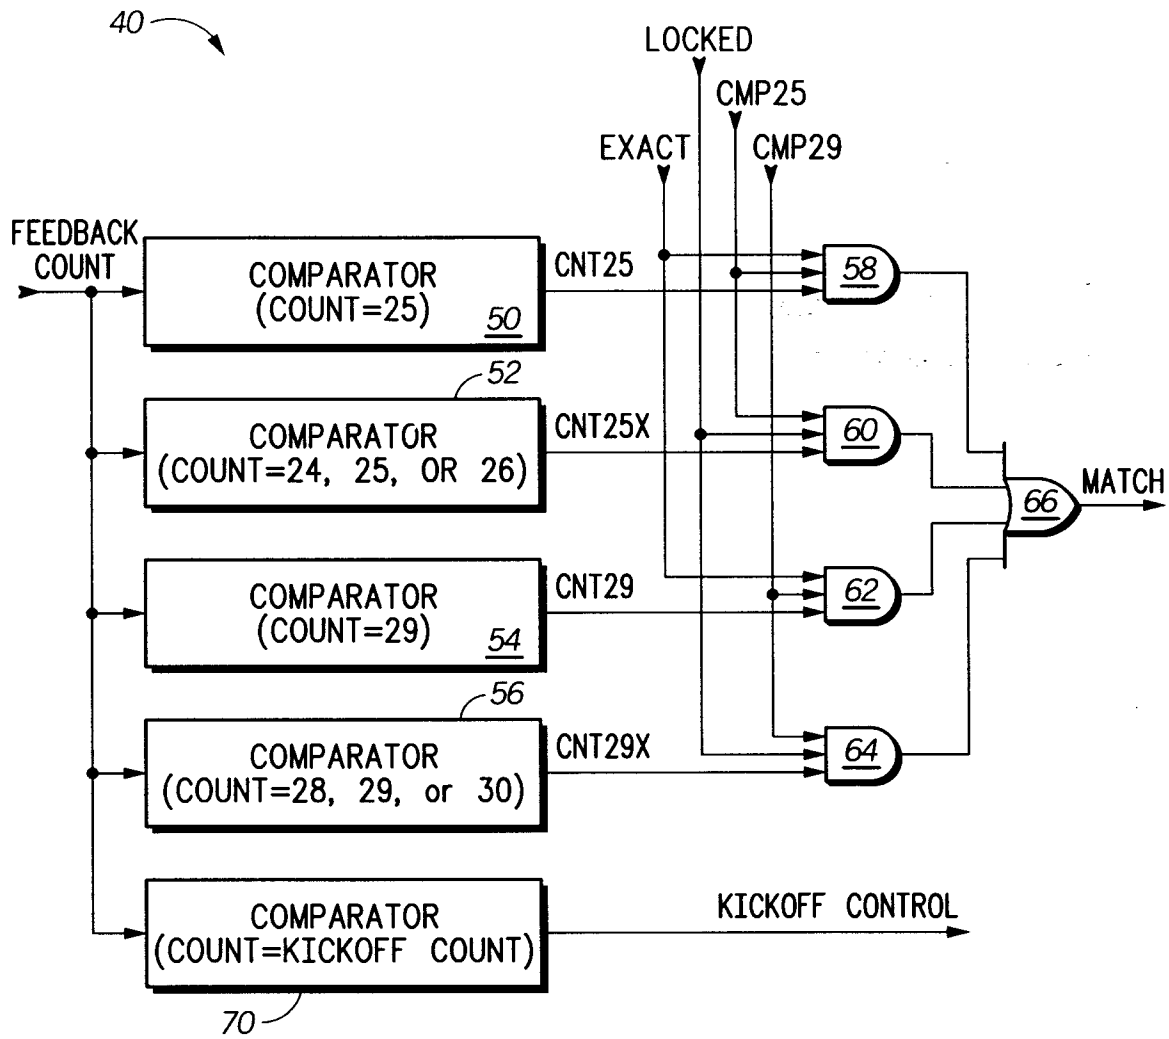 40
LOCKED
CMP25
EXACT
CMP29
FEEDBACK
COUNT
COMPARATOR
(COUNT=25)
50
CNT25
58
52
COMPARATOR
(COUNT=24, 25, OR 26)
CNT25X
60
66
MATCH
COMPARATOR
(COUNT=29)
54
CNT29
62
56
COMPARATOR
(COUNT=28, 29, or 30)
CNT29X
64
COMPARATOR
(COUNT=KICKOFF COUNT)
KICKOFF CONTROL
70